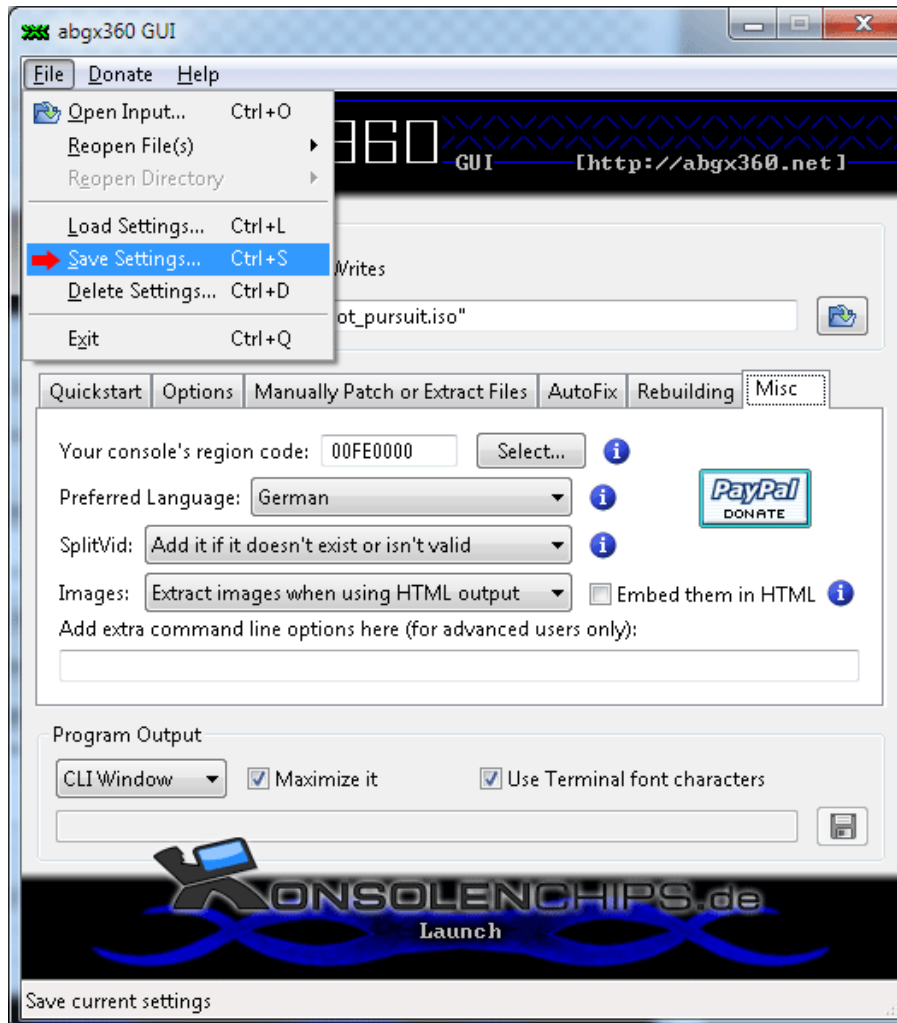 abgx360 GUI
File Donate Help
Open Input... Ctrl+O
Reopen File(s)
Reopen Directory
Load Settings... Ctrl+L
Save Settings... Ctrl+S
Delete Settings... Ctrl+D
Exit Ctrl+Q
360 GUI [http://abgx360.net]
Writes
ot_pursuit.iso"
Quickstart Options Manually Patch or Extract Files AutoFix Rebuilding Misc
Your console's region code: 00FE0000 Select...
Preferred Language: German
PayPal
DONATE
SplitVid: Add it if it doesn't exist or isn't valid
Images: Extract images when using HTML output Embed them in HTML
Add extra command line options here (for advanced users only):
Program Output
CLI Window Maximize it Use Terminal font characters
KONSOLENCHIPS.de
Launch
Save current settings